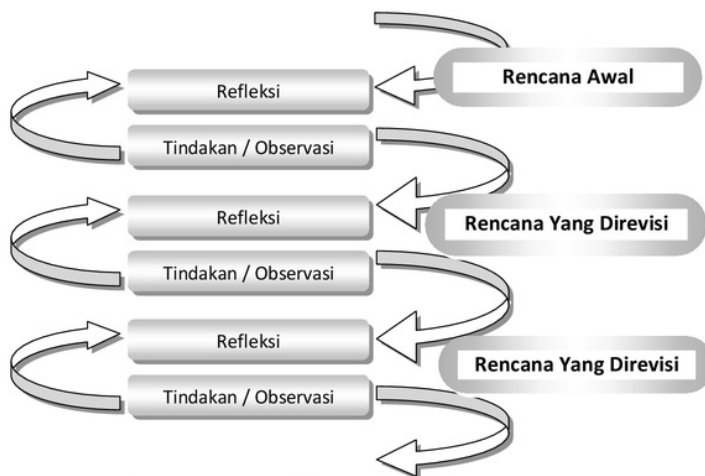 Rencana Awal
Refleksi
Tindakan / Observasi
Refleksi
Rencana Yang Direvisi
Tindakan / Observasi
Refleksi
Rencana Yang Direvisi
Tindakan / Observasi